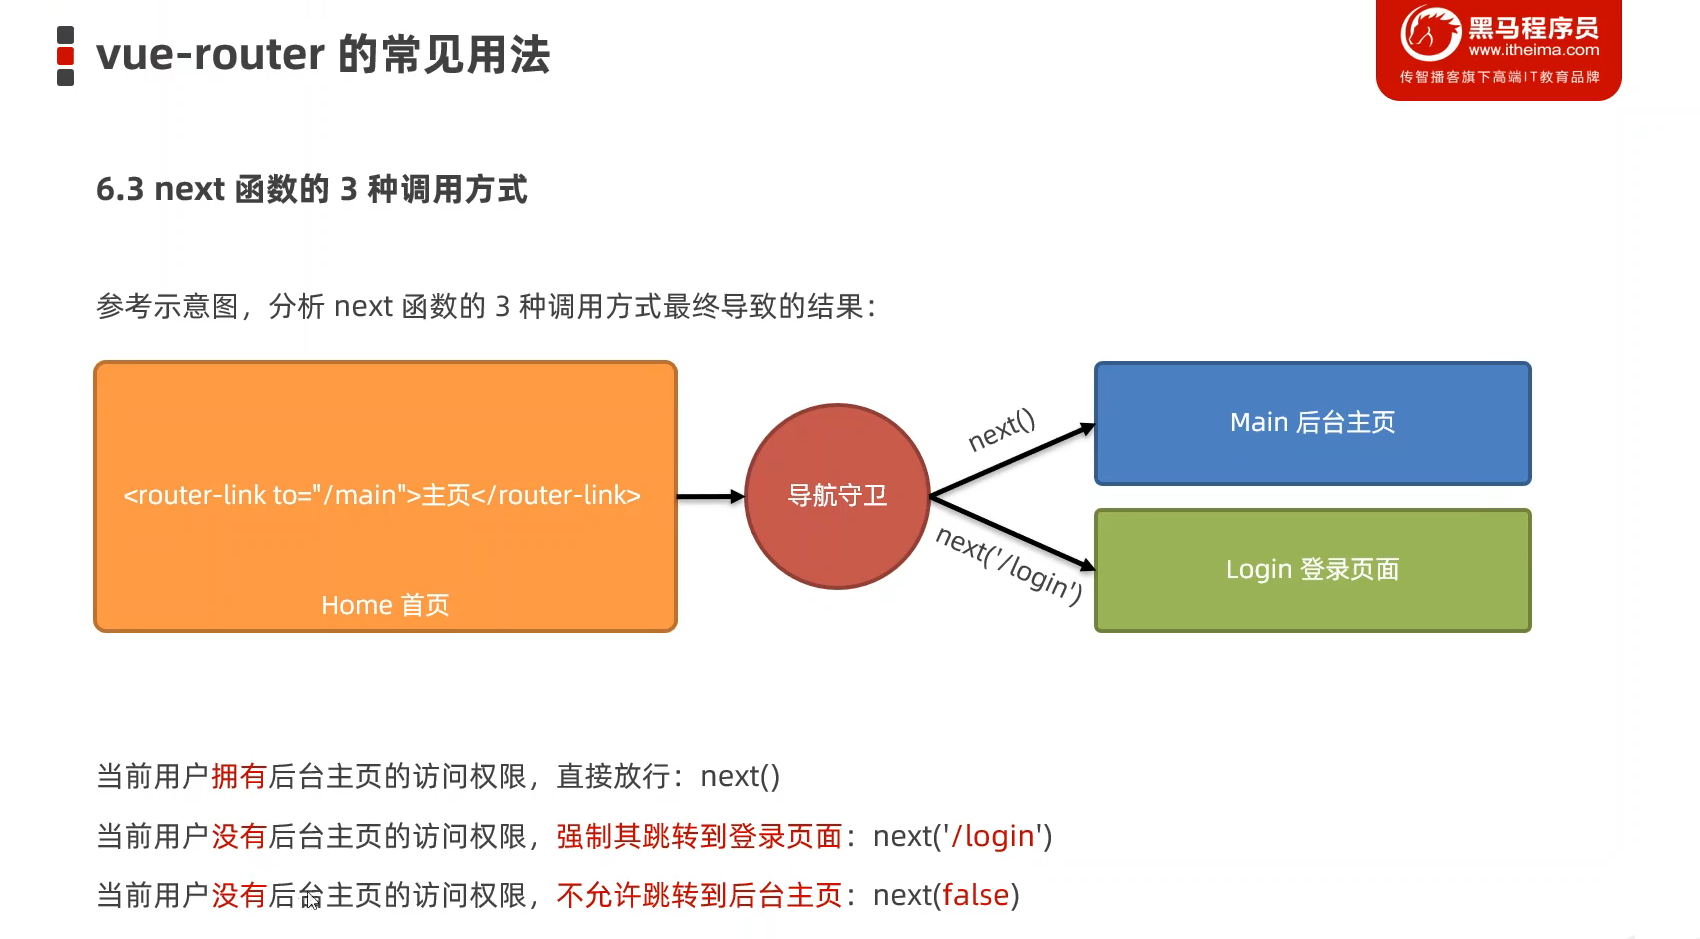 vue-router 的常见用法
黑马程序员
www.itheima.com
传智播客旗下高端IT教育品牌
6.3 next 函数的 3 种调用方式
参考示意图，分析 next 函数的 3 种调用方式最终导致的结果：
<router-link to="/main">主页</router-link>
Home 首页
导航守卫
next()
next('/login')
Main 后台主页
Login 登录页面
当前用户拥有后台主页的访问权限，直接放行：next()
当前用户没有后台主页的访问权限，强制其跳转到登录页面：next('/login')
当前用户没有后台主页的访问权限，不允许跳转到后台主页：next(false)